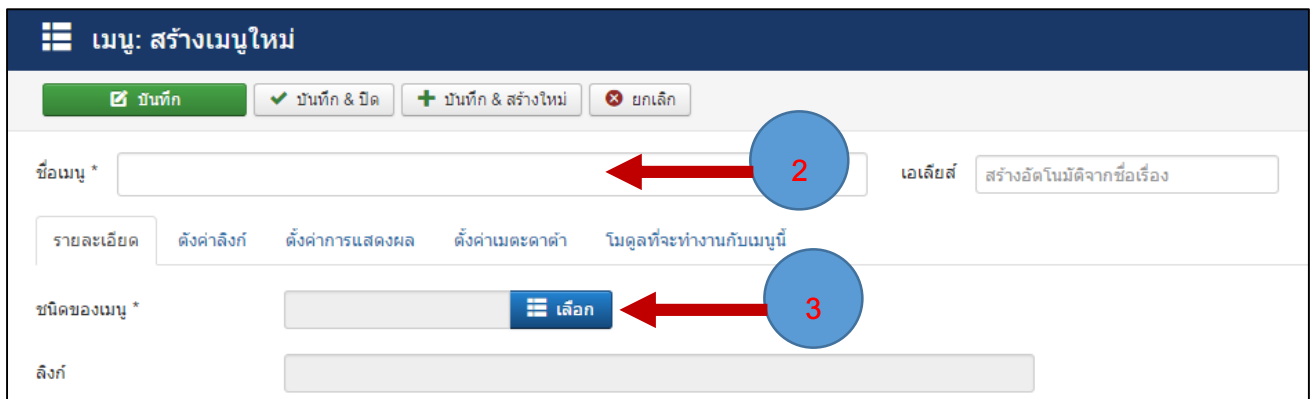 เมนู: สร้างเมนูใหม่
บันทึก บันทึก & ปิด บันทึก & สร้างใหม่ ยกเลิก
ชื่อเมนู * 2 เอเลียส์ สร้างอัตโนมัติจากชื่อเรื่อง
รายละเอียด ตังค่าลิงก์ ตั้งค่าการแสดงผล ตั้งค่าเมตะดาต้า โมดูลที่จะทำงานกับเมนูนี้
ชนิดของเมนู * เลือก 3
ลิงก์